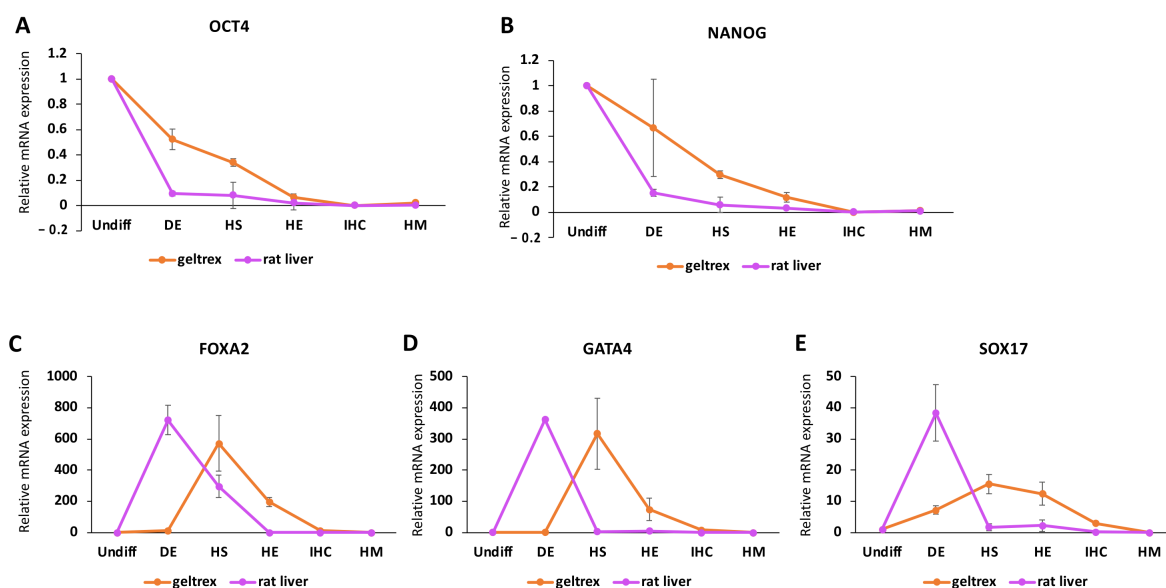 A
OCT4
Relative mRNA expression
1.2
1
0.8
0.6
0.4
0.2
0
– 0.2
Undiff DE HS HE IHC HM
geltrex rat liver
B
NANOG
Relative mRNA expression
1.2
1
0.8
0.6
0.4
0.2
0
– 0.2
Undiff DE HS HE IHC HM
geltrex rat liver
C
FOXA2
Relative mRNA expression
1000
800
600
400
200
0
Undiff DE HS HE IHC HM
geltrex rat liver
D
GATA4
Relative mRNA expression
500
400
300
200
100
0
Undiff DE HS HE IHC HM
geltrex rat liver
E
SOX17
Relative mRNA expression
50
40
30
20
10
0
Undiff DE HS HE IHC HM
geltrex rat liver